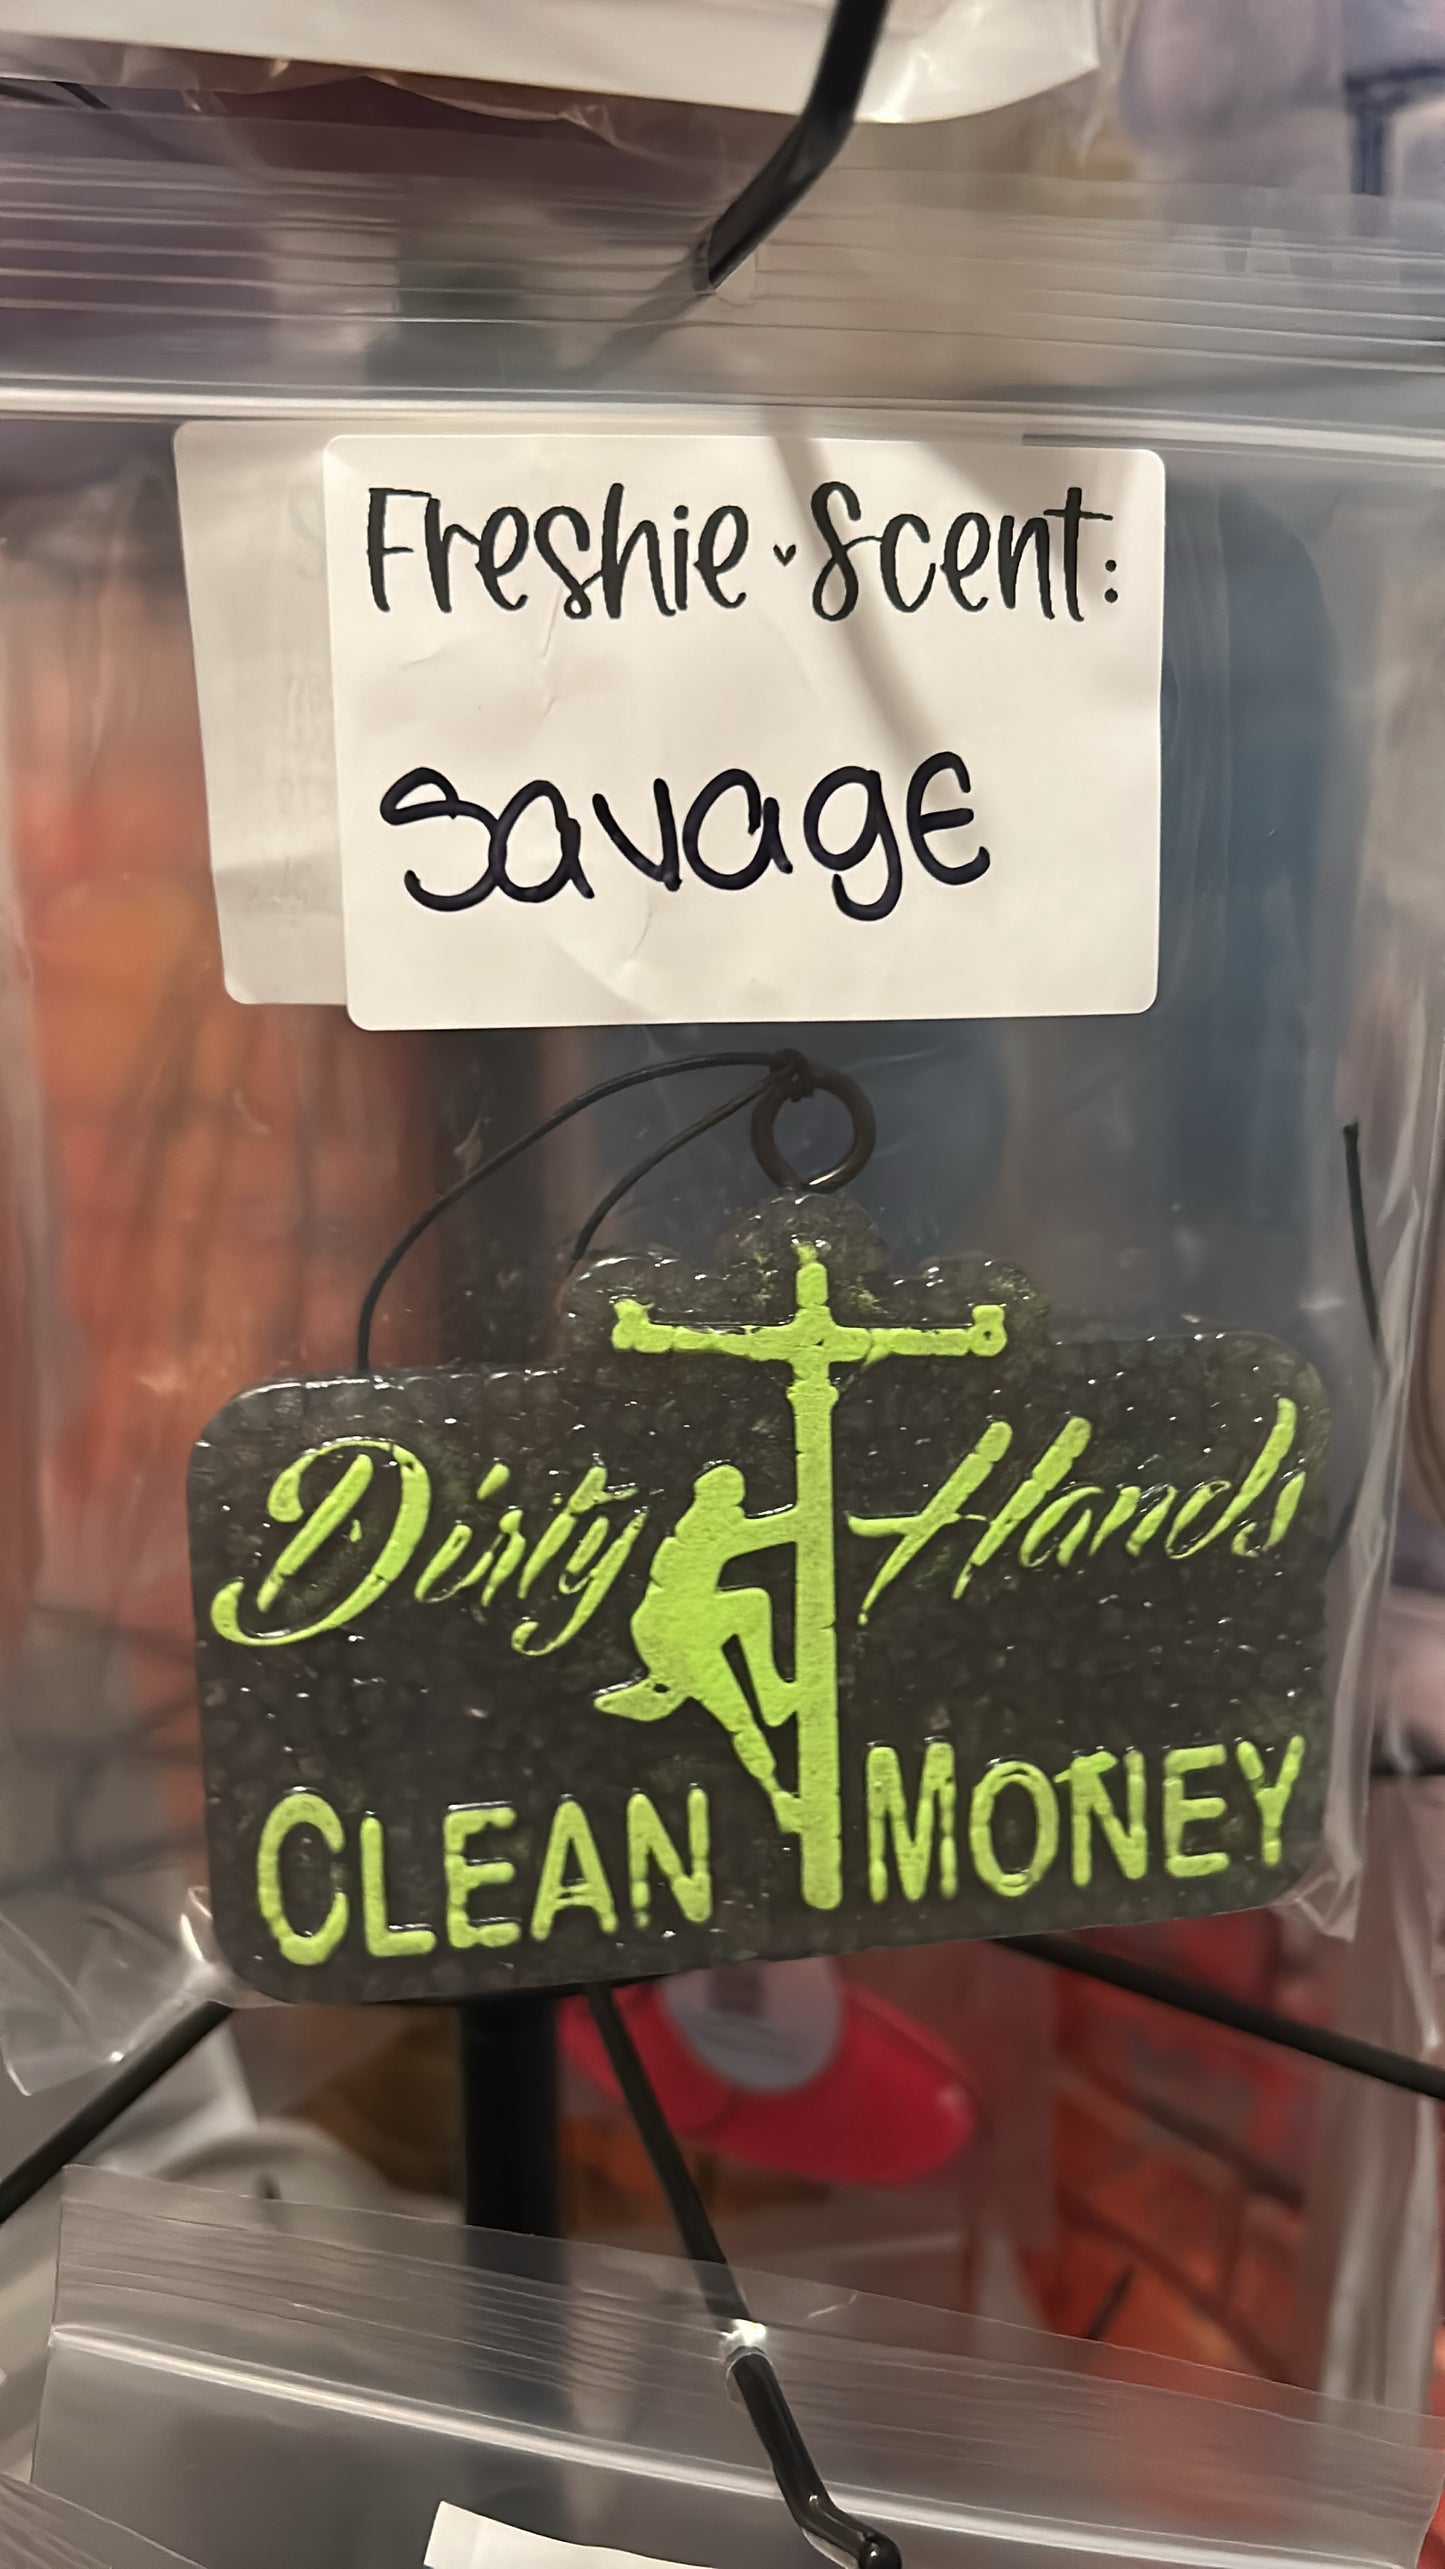 Freshie Scent:
Savage
Dirty Hands
CLEAN MONEY